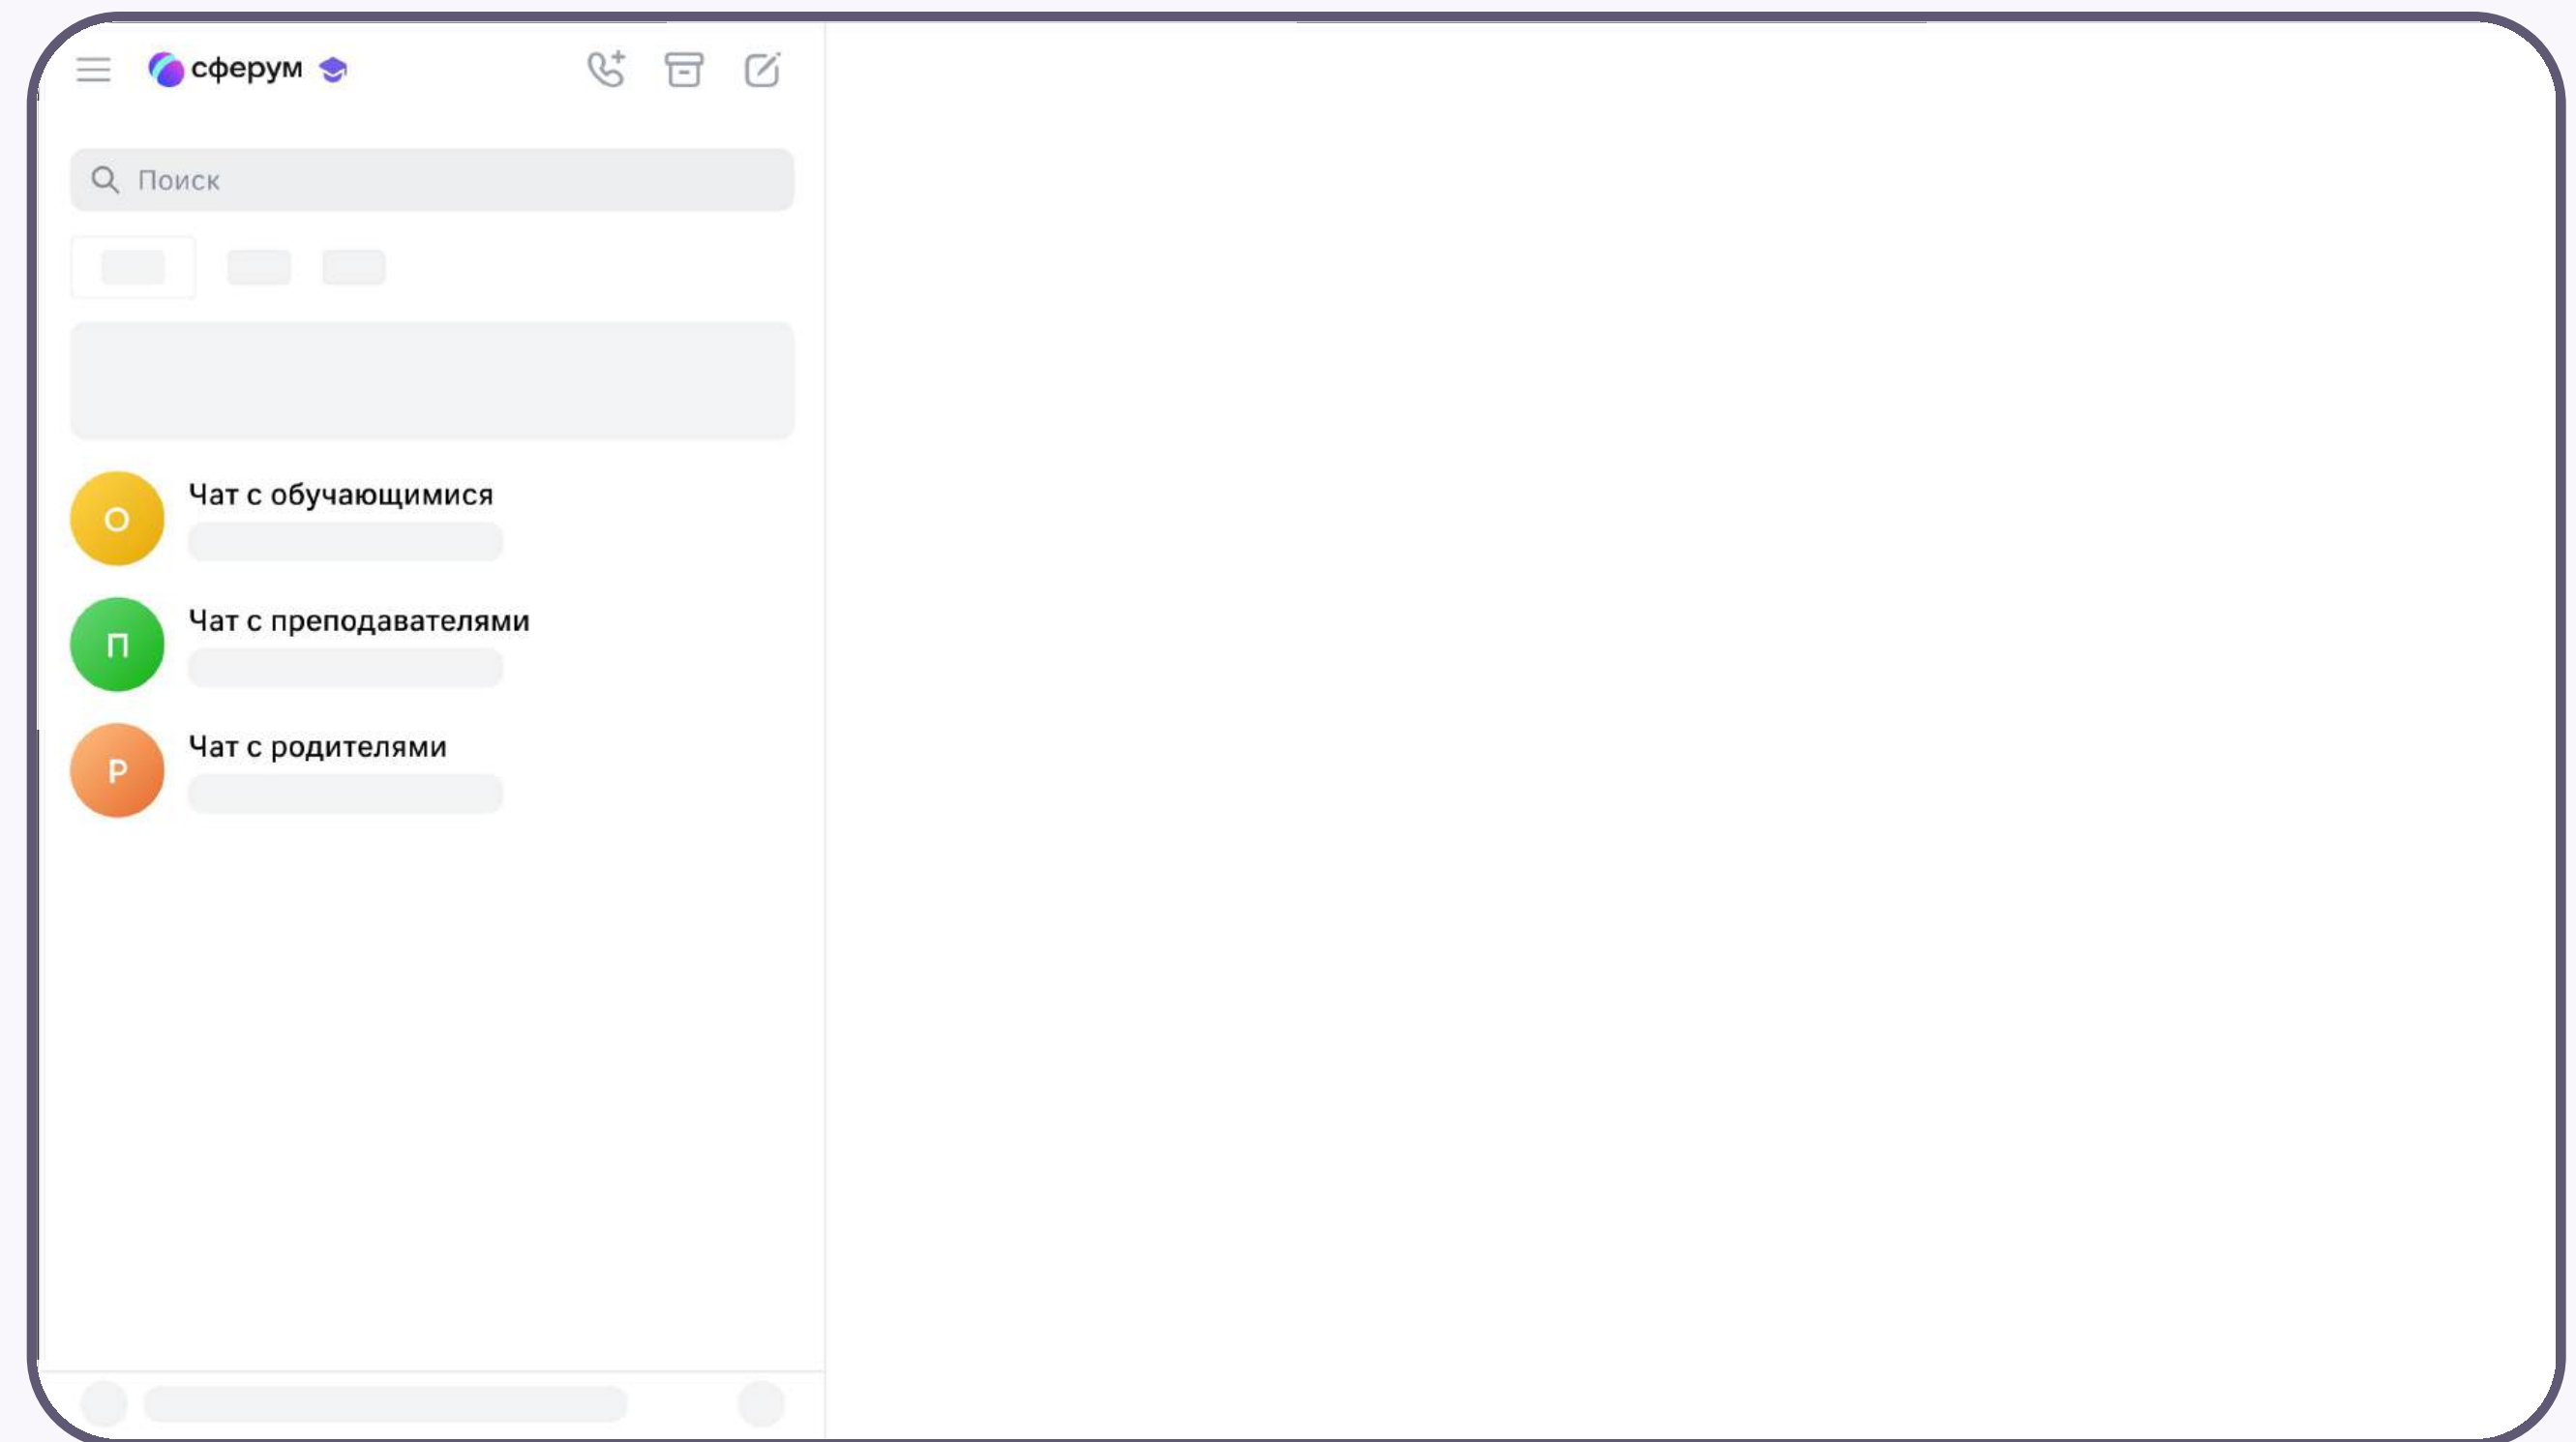 сферум
Поиск
О
Чат с обучающимися
П
Чат с преподавателями
Р
Чат с родителями